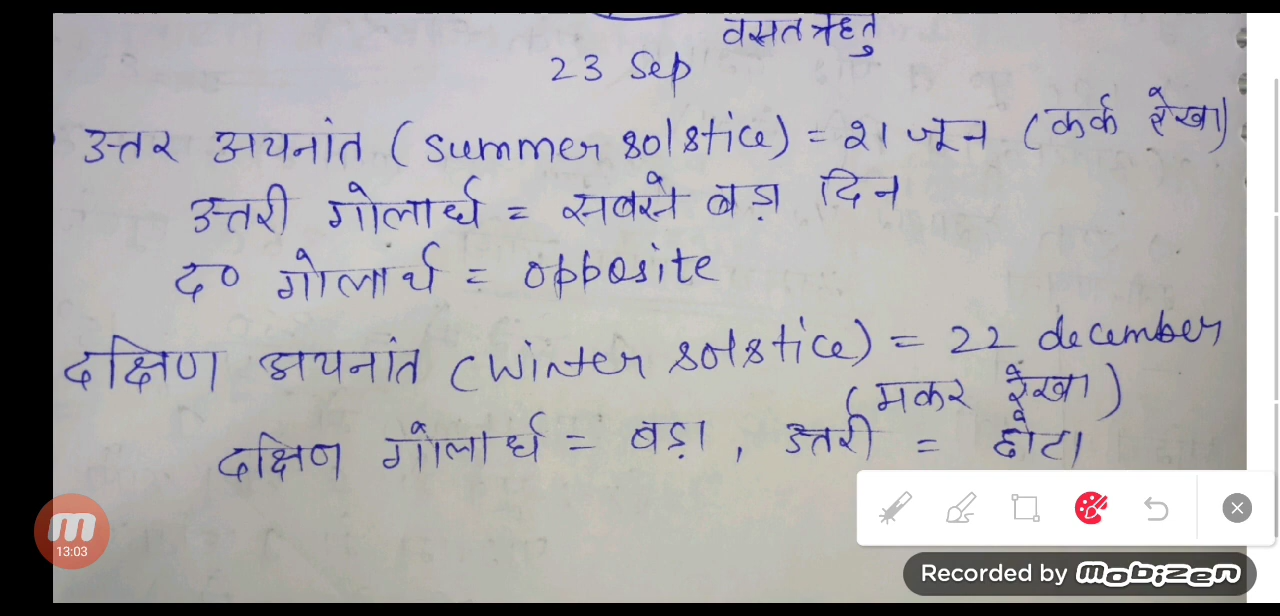 वसंत ऋतु
23 Sep
उत्तर अयनांत (summer solstice) = 21 जून (कर्क रेखा)
उत्तरी गोलार्ध = सबसे बड़ा दिन
द० गोलार्ध = opposite
दक्षिण अयनांत (Winter solstice) = 22 december
(मकर रेखा)
दक्षिण गोलार्ध = बड़ा, उत्तरी = छोटा
13:03
Recorded by mobizen